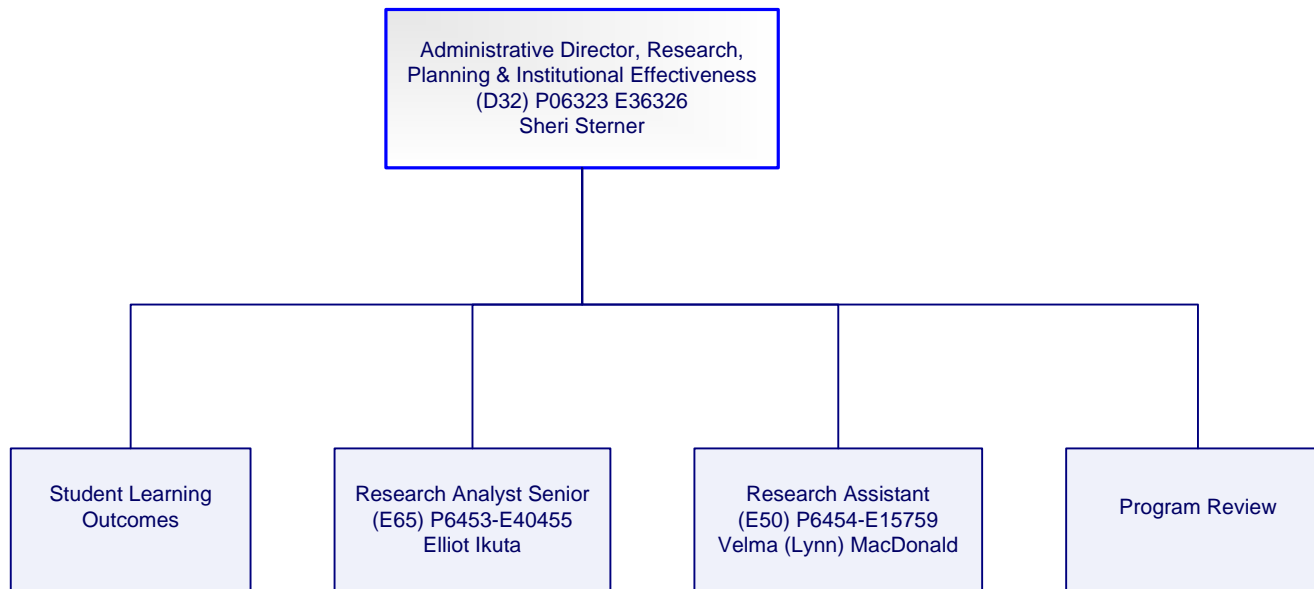 Administrative Director, Research,
Planning & Institutional Effectiveness
(D32) P06323 E36326
Sheri Sterner
Student Learning
Outcomes
Research Analyst Senior
(E65) P6453-E40455
Elliot Ikuta
Research Assistant
(E50) P6454-E15759
Velma (Lynn) MacDonald
Program Review